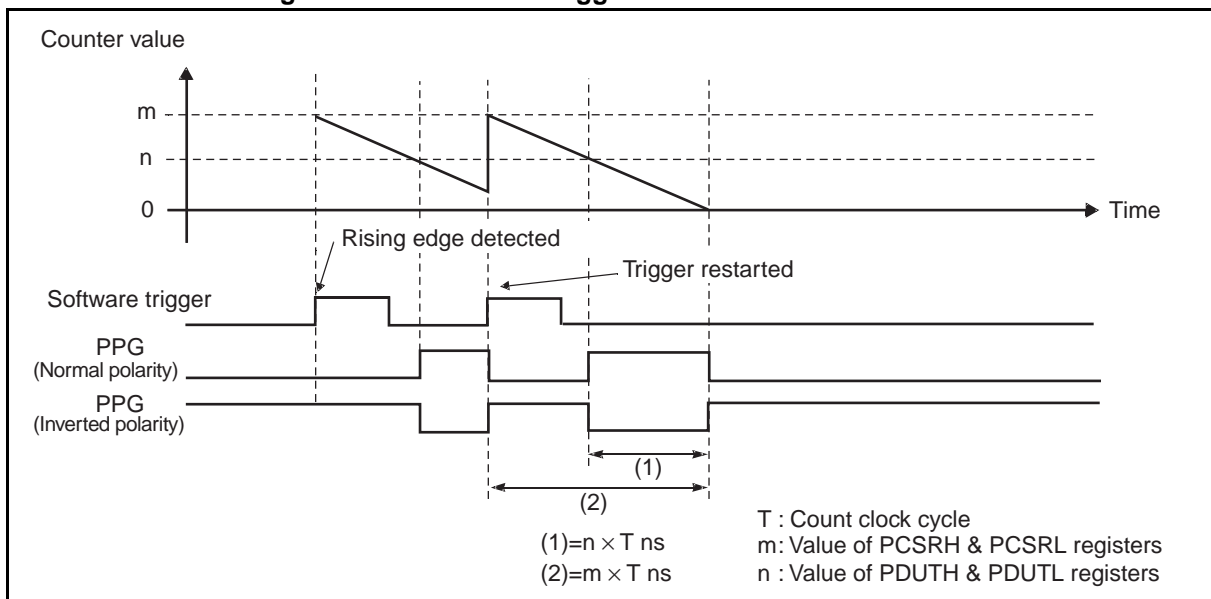 Counter value
m
n
0
Time
Rising edge detected
Trigger restarted
Software trigger
PPG
(Normal polarity)
PPG
(Inverted polarity)
(1)
(2)
(1)=n × T ns
(2)=m × T ns
T : Count clock cycle
m: Value of PCSRH & PCSRL registers
n : Value of PDUTH & PDUTL registers